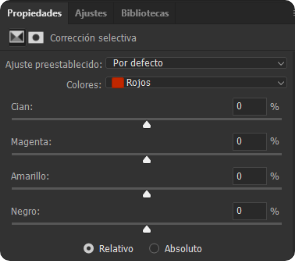 Propiedades Ajustes Bibliotecas
Corrección selectiva
Ajuste preestablecido: Por defecto
Colores: Rojos
Cian: 0 %
Magenta: 0 %
Amarillo: 0 %
Negro: 0 %
Relativo Absoluto